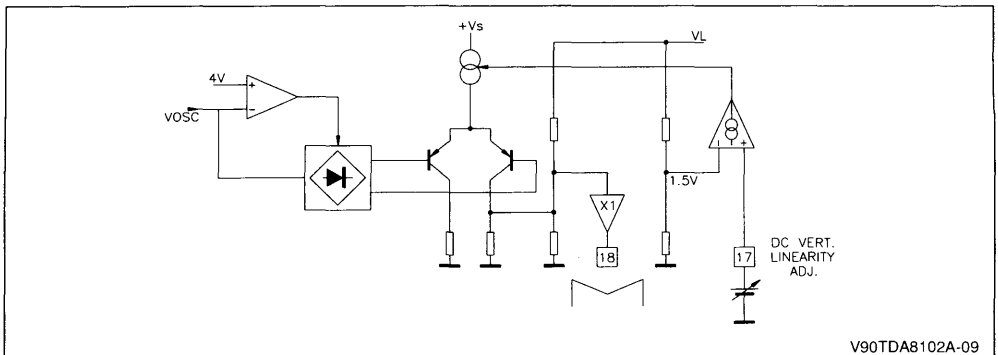 +Vs
VL
4V
+
-
VOSC
- +
1.5V
X1
18
17
DC VERT.
LINEARITY
ADJ.
V90TDA8102A-09